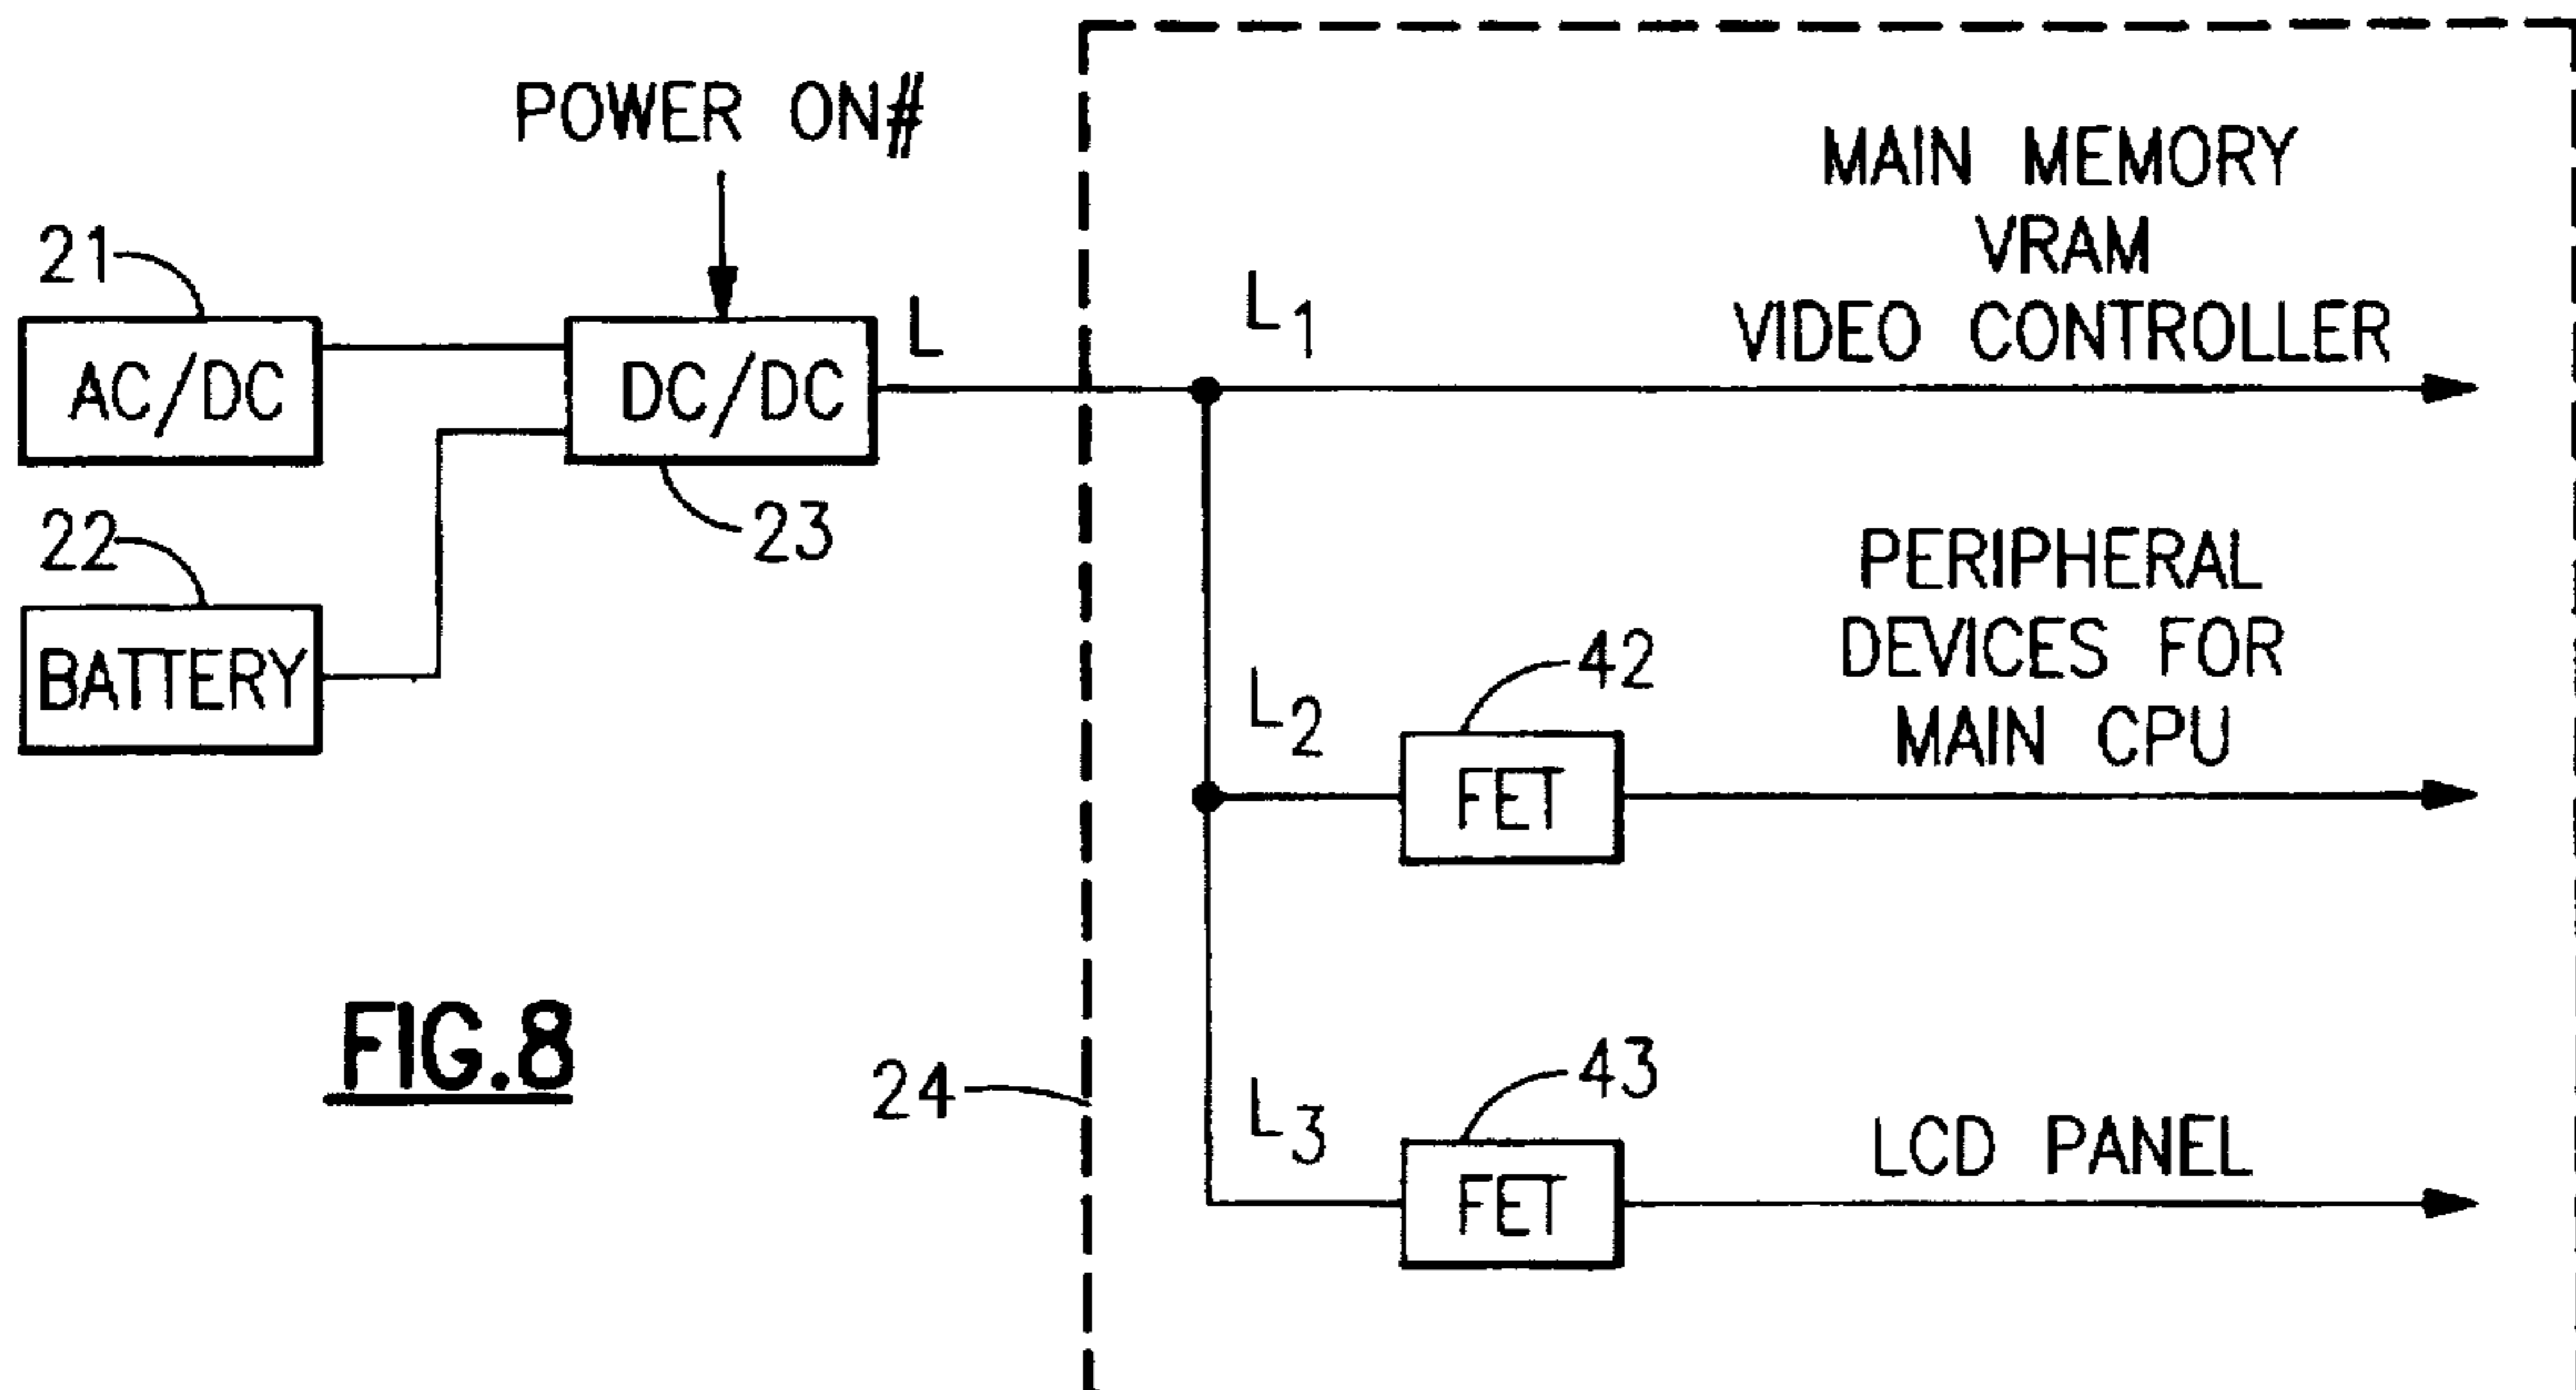 POWER ON#
21
AC/DC
DC/DC
L
23
22
BATTERY
L1
MAIN MEMORY
VRAM
VIDEO CONTROLLER
L2
42
FET
PERIPHERAL
DEVICES FOR
MAIN CPU
24
L3
43
FET
LCD PANEL
FIG.8